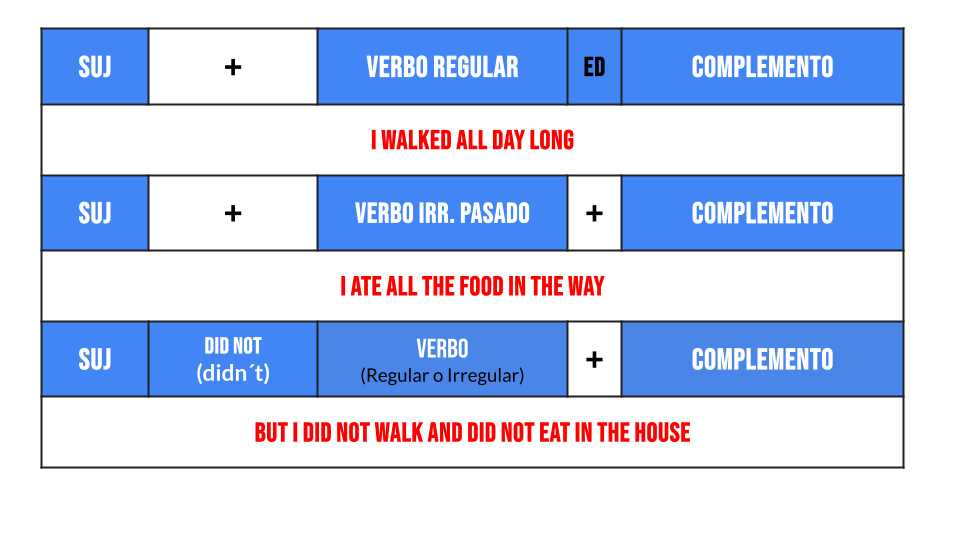 SUJ + VERBO REGULAR ED COMPLEMENTO
I WALKED ALL DAY LONG
SUJ + VERBO IRR. PASADO + COMPLEMENTO
I ATE ALL THE FOOD IN THE WAY
SUJ DID NOT (didn´t) VERBO (Regular o Irregular) + COMPLEMENTO
BUT I DID NOT WALK AND DID NOT EAT IN THE HOUSE